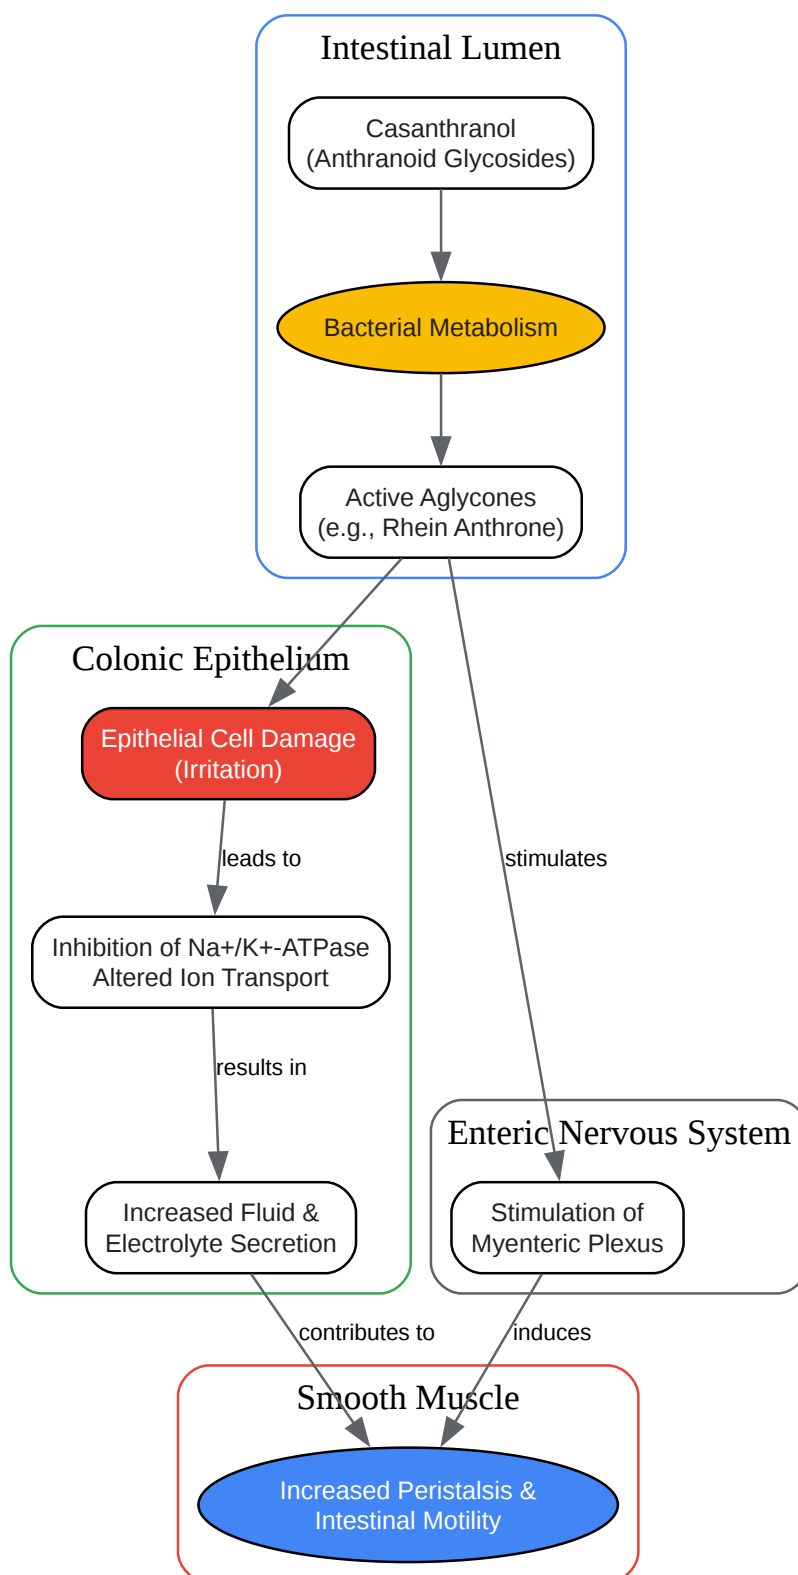 Intestinal Lumen
Casanthranol
(Anthranoid Glycosides)
Bacterial Metabolism
Active Aglycones
(e.g., Rhein Anthrone)
Colonic Epithelium
Epithelial Cell Damage
(Irritation)
leads to
stimulates
Inhibition of Na+/K+-ATPase
Altered Ion Transport
results in
Enteric Nervous System
Increased Fluid &
Electrolyte Secretion
Stimulation of
Myenteric Plexus
contributes to
induces
Smooth Muscle
Increased Peristalsis &
Intestinal Motility